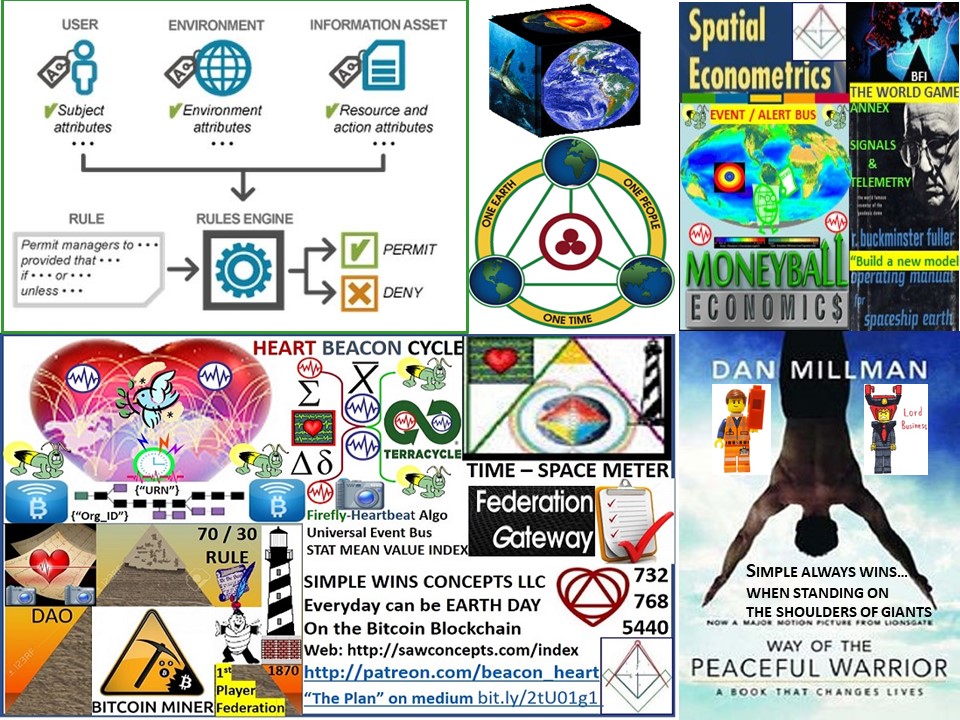 USER
ENVIRONMENT
INFORMATION ASSET
Subject
attributes
Environment
attributes
Resource and
action attributes
RULE
RULES ENGINE
Permit managers to
provided that
if or
unless
PERMIT
DENY
ONE EARTH
ONE PEOPLE
ONE TIME
Spatial
Econometrics
EVENT / ALERT BUS
MONEYBALL
ECONOMIC$
BFI
THE WORLD GAME
ANNEX
SIGNALS
&
TELEMETRY
r. buckminster fuller
"Build a new model
operating manual
for
spaceship earth
HEART BEACON CYCLE
Σ
X
Δδ
TERRACYCLE
{"URN"}
{"Org_ID"}
Firefly-Heartbeat Algo
Universal Event Bus
STAT MEAN VALUE INDEX
TIME – SPACE METER
Federation
Gateway
70 / 30
RULE
DAO
123RF
BITCOIN MINER
1st
Player
Federation
1870
SIMPLE WINS CONCEPTS LLC
Everyday can be EARTH DAY
On the Bitcoin Blockchain
Web: http://sawconcepts.com/index
http://patreon.com/beacon_heart
"The Plan" on medium bit.ly/2tU01g1
732
768
5440
DAN MILLMAN
Lord
Business
SIMPLE ALWAYS WINS...
WHEN STANDING ON
THE SHOULDERS OF GIANTS
NOW A MAJOR MOTION PICTURE FROM LIONSGATE
WAY OF THE
PEACEFUL WARRIOR
A BOOK THAT CHANGES LIVES